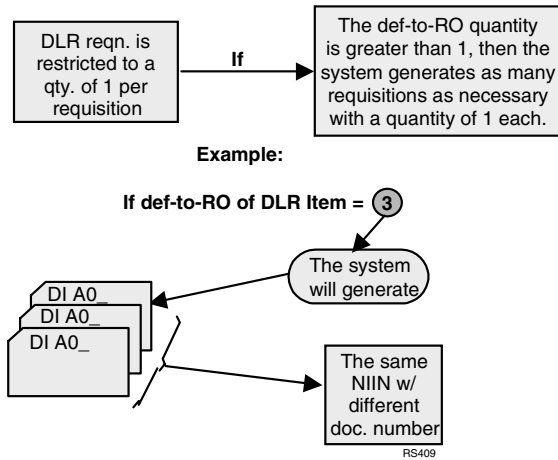 DLR reqn. is
restricted to a
qty. of 1 per
requisition
If
The def-to-RO quantity
is greater than 1, then the
system generates as many
requisitions as necessary
with a quantity of 1 each.
Example:
If def-to-RO of DLR Item = 3
The system
will generate
DI A0_
DI A0_
DI A0_
The same
NIIN w/
different
doc. number
RS409